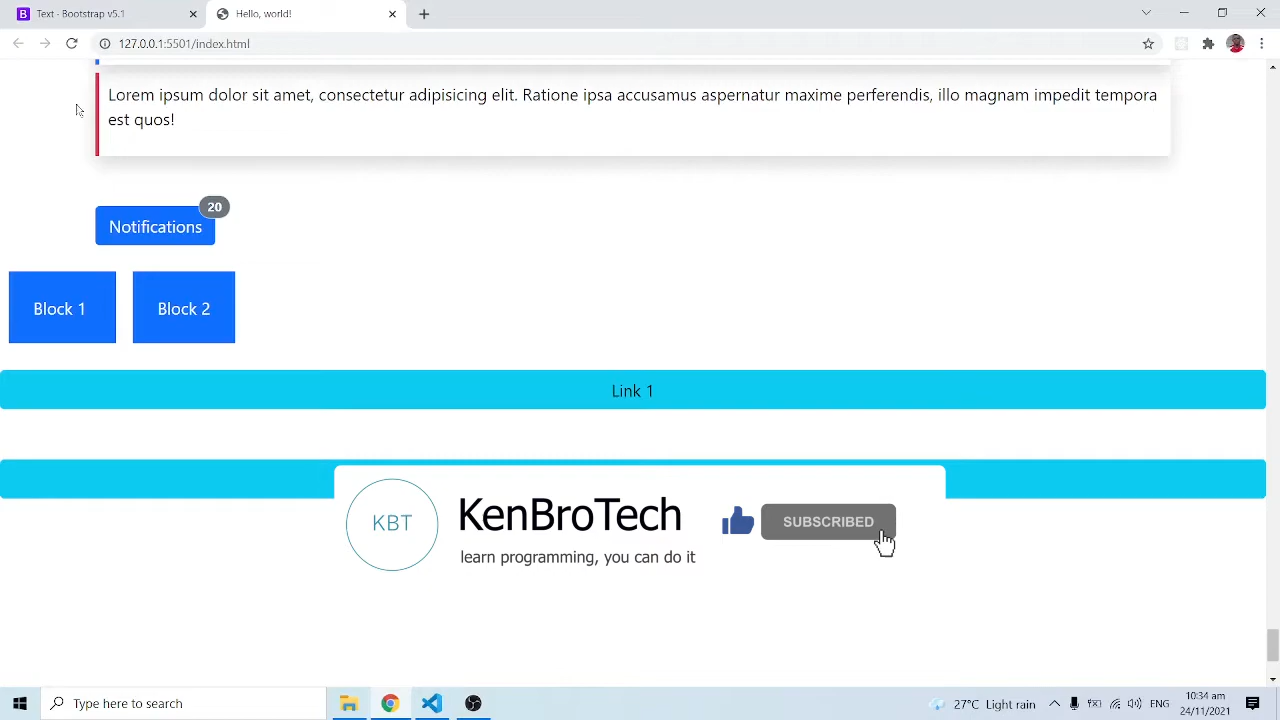 Text - Bootstrap v5.1
Hello, world!
127.0.0.1:5501/index.html
Lorem ipsum dolor sit amet, consectetur adipisicing elit. Ratione ipsa accusamus aspernatur maxime perferendis, illo magnam impedit tempora
est quos!
20
Notifications
Block 1
Block 2
Link 1
KBT
KenBroTech
learn programming, you can do it
SUBSCRIBED
Type here to search
27°C Light rain
ENG
10:34 am
24/11/2021